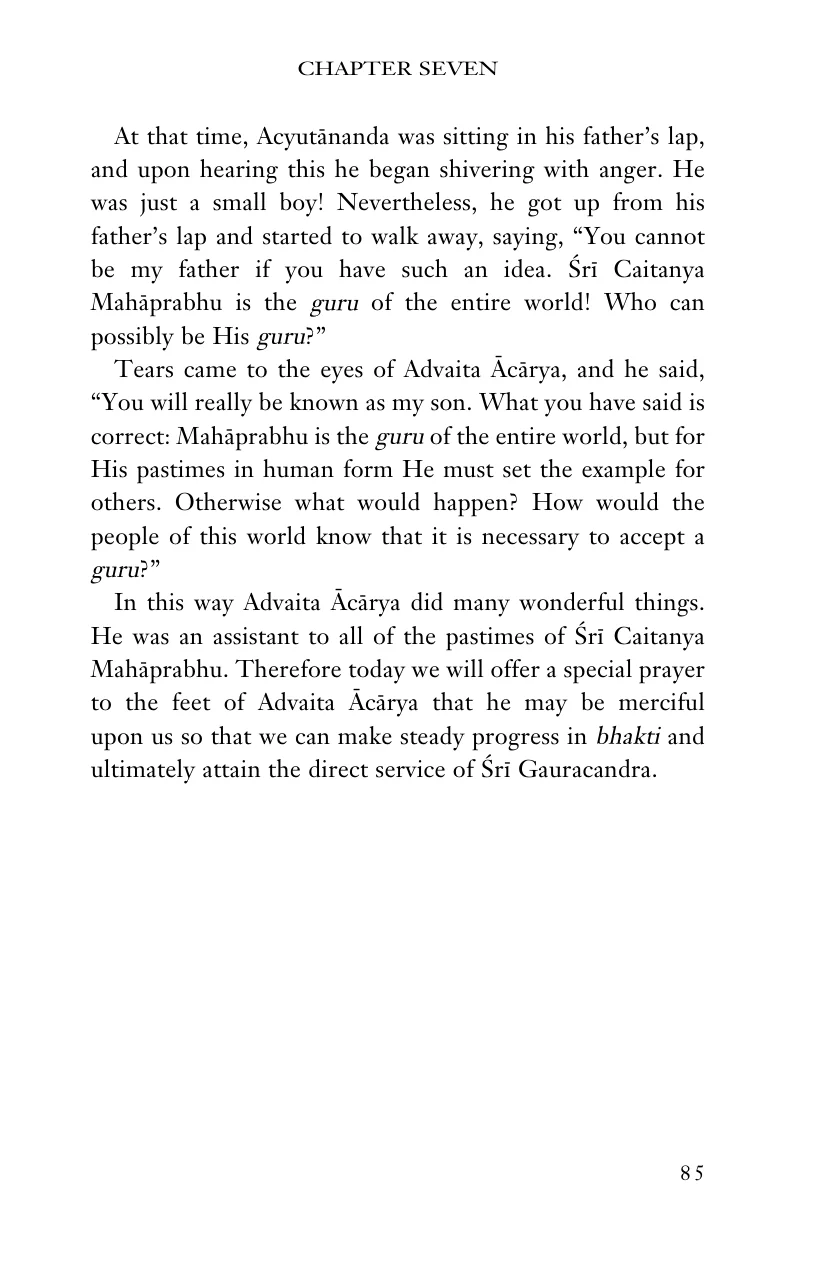 CHAPTER SEVEN
At that time, Acyutānanda was sitting in his father’s lap,
and upon hearing this he began shivering with anger. He
was just a small boy! Nevertheless, he got up from his
father’s lap and started to walk away, saying, “You cannot
be my father if you have such an idea. Śrī Caitanya
Mahāprabhu is the guru of the entire world! Who can
possibly be His guru?”
Tears came to the eyes of Advaita Ācārya, and he said,
“You will really be known as my son. What you have said is
correct: Mahāprabhu is the guru of the entire world, but for
His pastimes in human form He must set the example for
others. Otherwise what would happen? How would the
people of this world know that it is necessary to accept a
guru?”
In this way Advaita Ācārya did many wonderful things.
He was an assistant to all of the pastimes of Śrī Caitanya
Mahāprabhu. Therefore today we will offer a special prayer
to the feet of Advaita Ācārya that he may be merciful
upon us so that we can make steady progress in bhakti and
ultimately attain the direct service of Śrī Gauracandra.
85